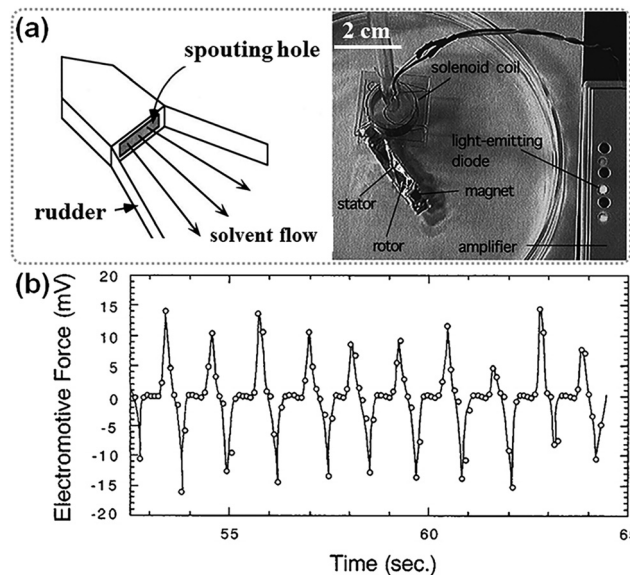 (a)
spouting hole
rudder
solvent flow
2 cm
solenoid coil
light-emitting
diode
magnet
stator
rotor
amplifier
(b)
Electromotive Force (mV)
20
15
10
5
0
-5
-10
-15
-20
55
60
Time (sec.)